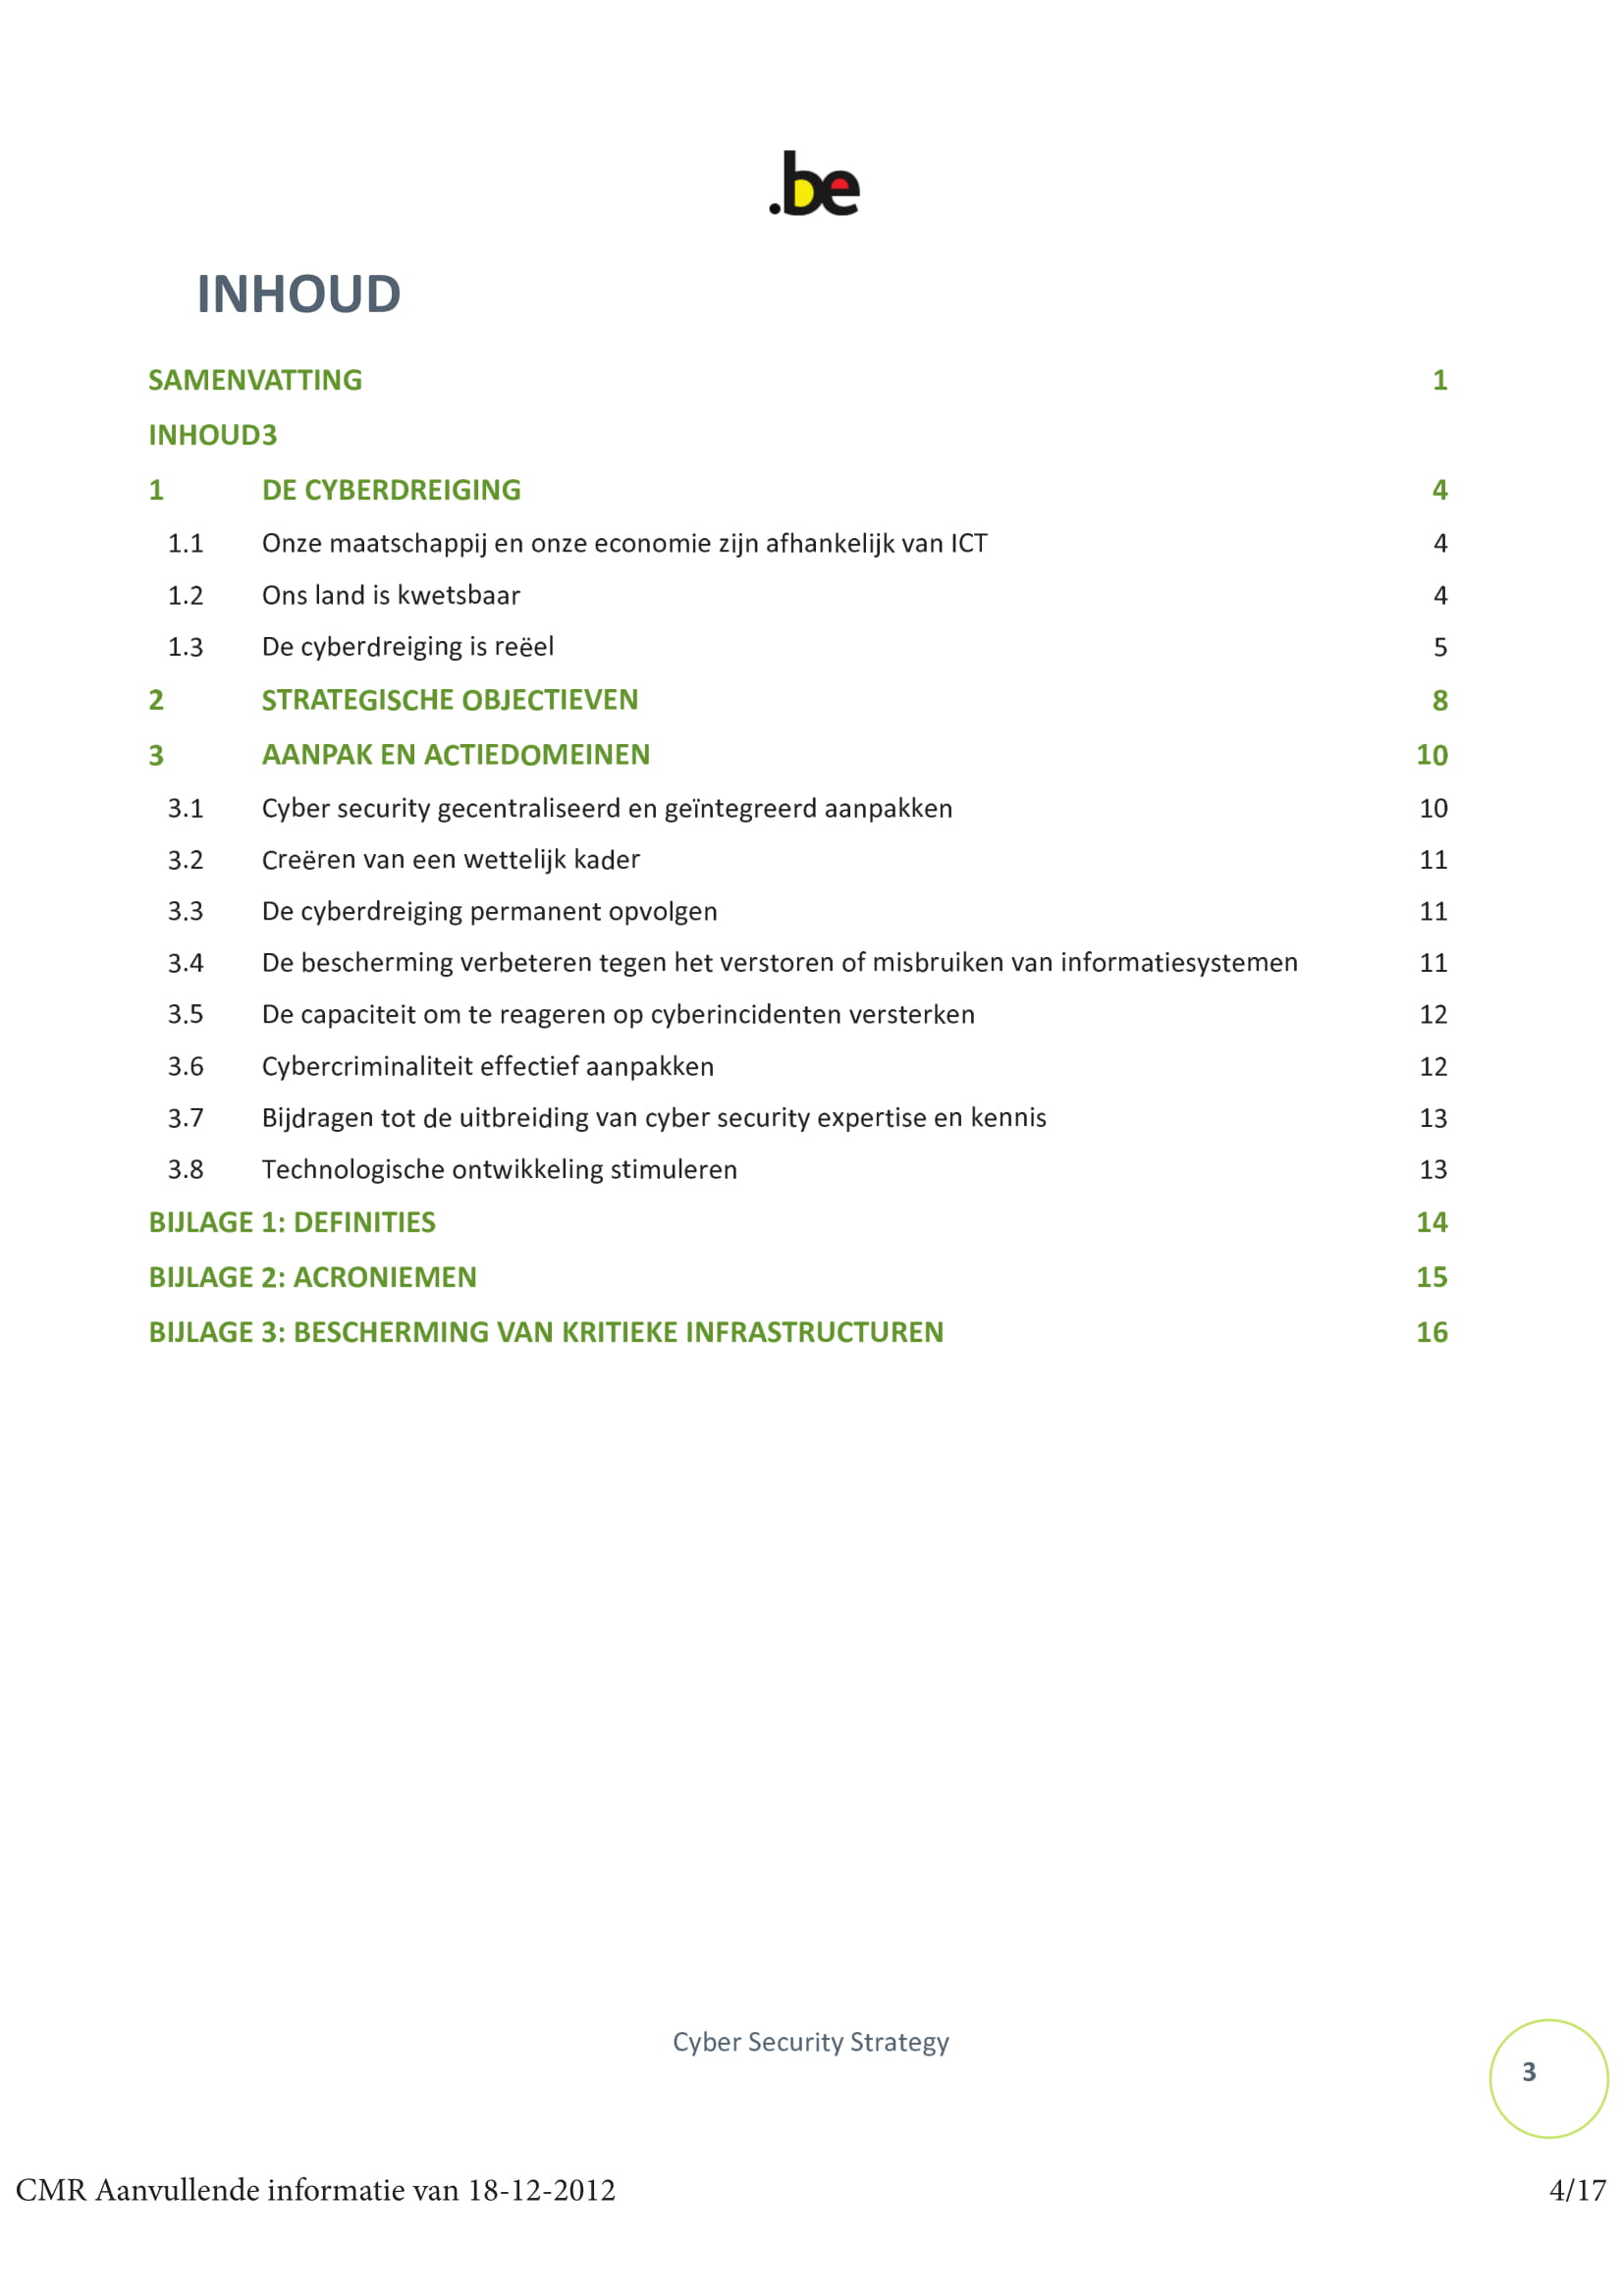 .be
INHOUD
SAMENVATTING 1
INHOUD3
1 DE CYBERDREIGING 4
1.1 Onze maatschappij en onze economie zijn afhankelijk van ICT 4
1.2 Ons land is kwetsbaar 4
1.3 De cyberdreiging is reëel 5
2 STRATEGISCHE OBJECTIEVEN 8
3 AANPAK EN ACTIEDOMEINEN 10
3.1 Cyber security gecentraliseerd en geïntegreerd aanpakken 10
3.2 Creëren van een wettelijk kader 11
3.3 De cyberdreiging permanent opvolgen 11
3.4 De bescherming verbeteren tegen het verstoren of misbruiken van informatiesystemen 11
3.5 De capaciteit om te reageren op cyberincidenten versterken 12
3.6 Cybercriminaliteit effectief aanpakken 12
3.7 Bijdragen tot de uitbreiding van cyber security expertise en kennis 13
3.8 Technologische ontwikkeling stimuleren 13
BIJLAGE 1: DEFINITIES 14
BIJLAGE 2: ACRONIEMEN 15
BIJLAGE 3: BESCHERMING VAN KRITIEKE INFRASTRUCTUREN 16
Cyber Security Strategy
3
CMR Aanvullende informatie van 18-12-2012 4/17